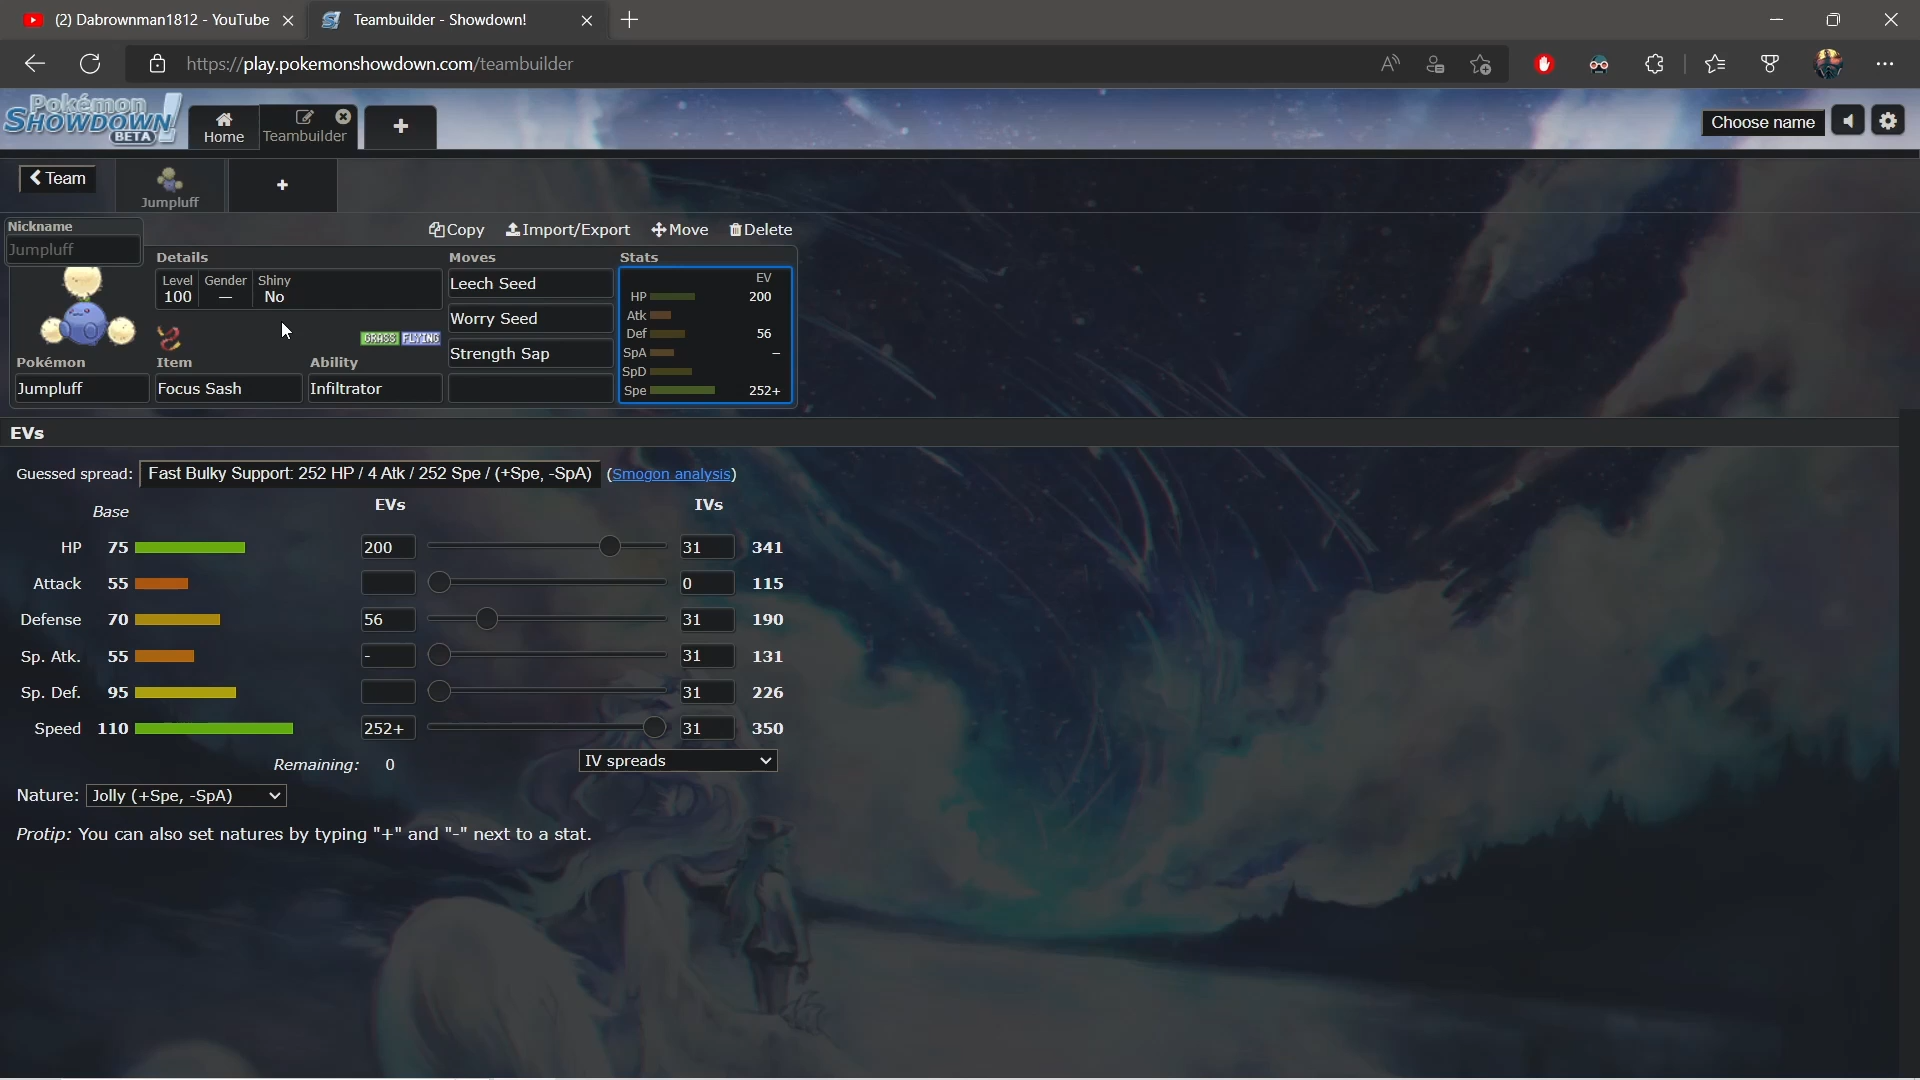 (2) Dabrownman1812 - YouTube
Teambuilder - Showdown!
https://play.pokemonshowdown.com/teambuilder
Pokémon
SHOWDOWN!
BETA
Home
Teambuilder
+
Choose name
Team
Jumpluff
+
Nickname
Jumpluff
Copy Import/Export Move Delete
Details
Moves
Stats
Level Gender Shiny
100 — No
Leech Seed
Worry Seed
Strength Sap
EV
HP 200
Atk
Def 56
SpA –
SpD
Spe 252+
GRASS FLYING
Pokémon
Item
Ability
Jumpluff
Focus Sash
Infiltrator
EVs
Guessed spread: Fast Bulky Support: 252 HP / 4 Atk / 252 Spe / (+Spe, -SpA) (Smogon analysis)
Base EVs IVs
HP 75 200 31 341
Attack 55 0 115
Defense 70 56 31 190
Sp. Atk. 55 - 31 131
Sp. Def. 95 31 226
Speed 110 252+ 31 350
Remaining: 0
IV spreads
Nature: Jolly (+Spe, -SpA)
Protip: You can also set natures by typing "+" and "-" next to a stat.